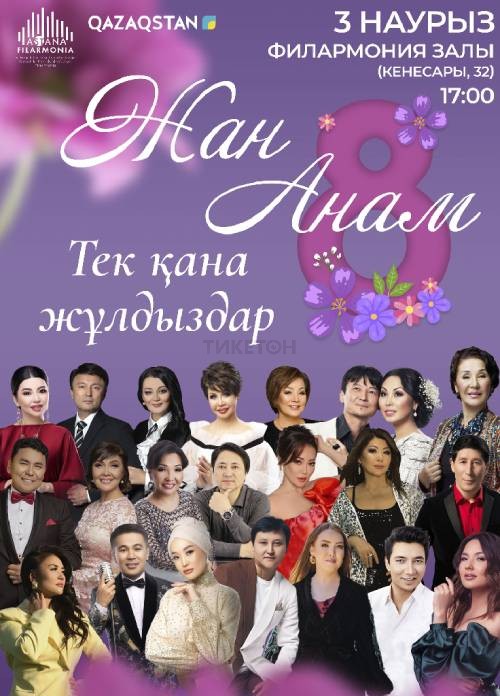 ASTANA
FILARMONIA
QAZAQSTAN
3 НАУРЫЗ
ФИЛАРМОНИЯ ЗАЛЫ
(КЕНЕСАРЫ, 32)
17:00
Жан
Анам
8
Тек қана
жұлдыздар
ТИКЕТОН